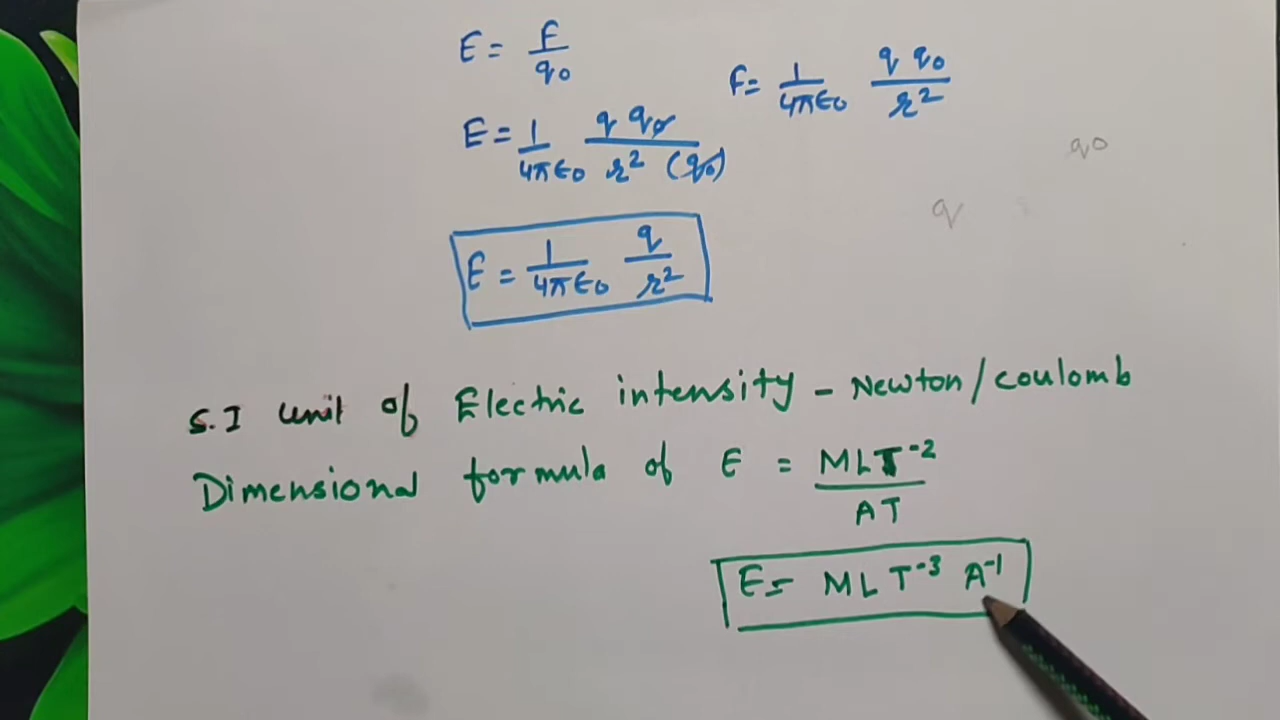 E = F/q₀
F = 1/4πε₀ q q₀/r²
E = 1/4πε₀ q q₀/r² (q₀)
q₀
q
E = 1/4πε₀ q/r²
S.I unit of Electric intensity - Newton/coulomb
Dimensional formula of E = MLT⁻²/AT
E = MLT⁻³ A⁻¹